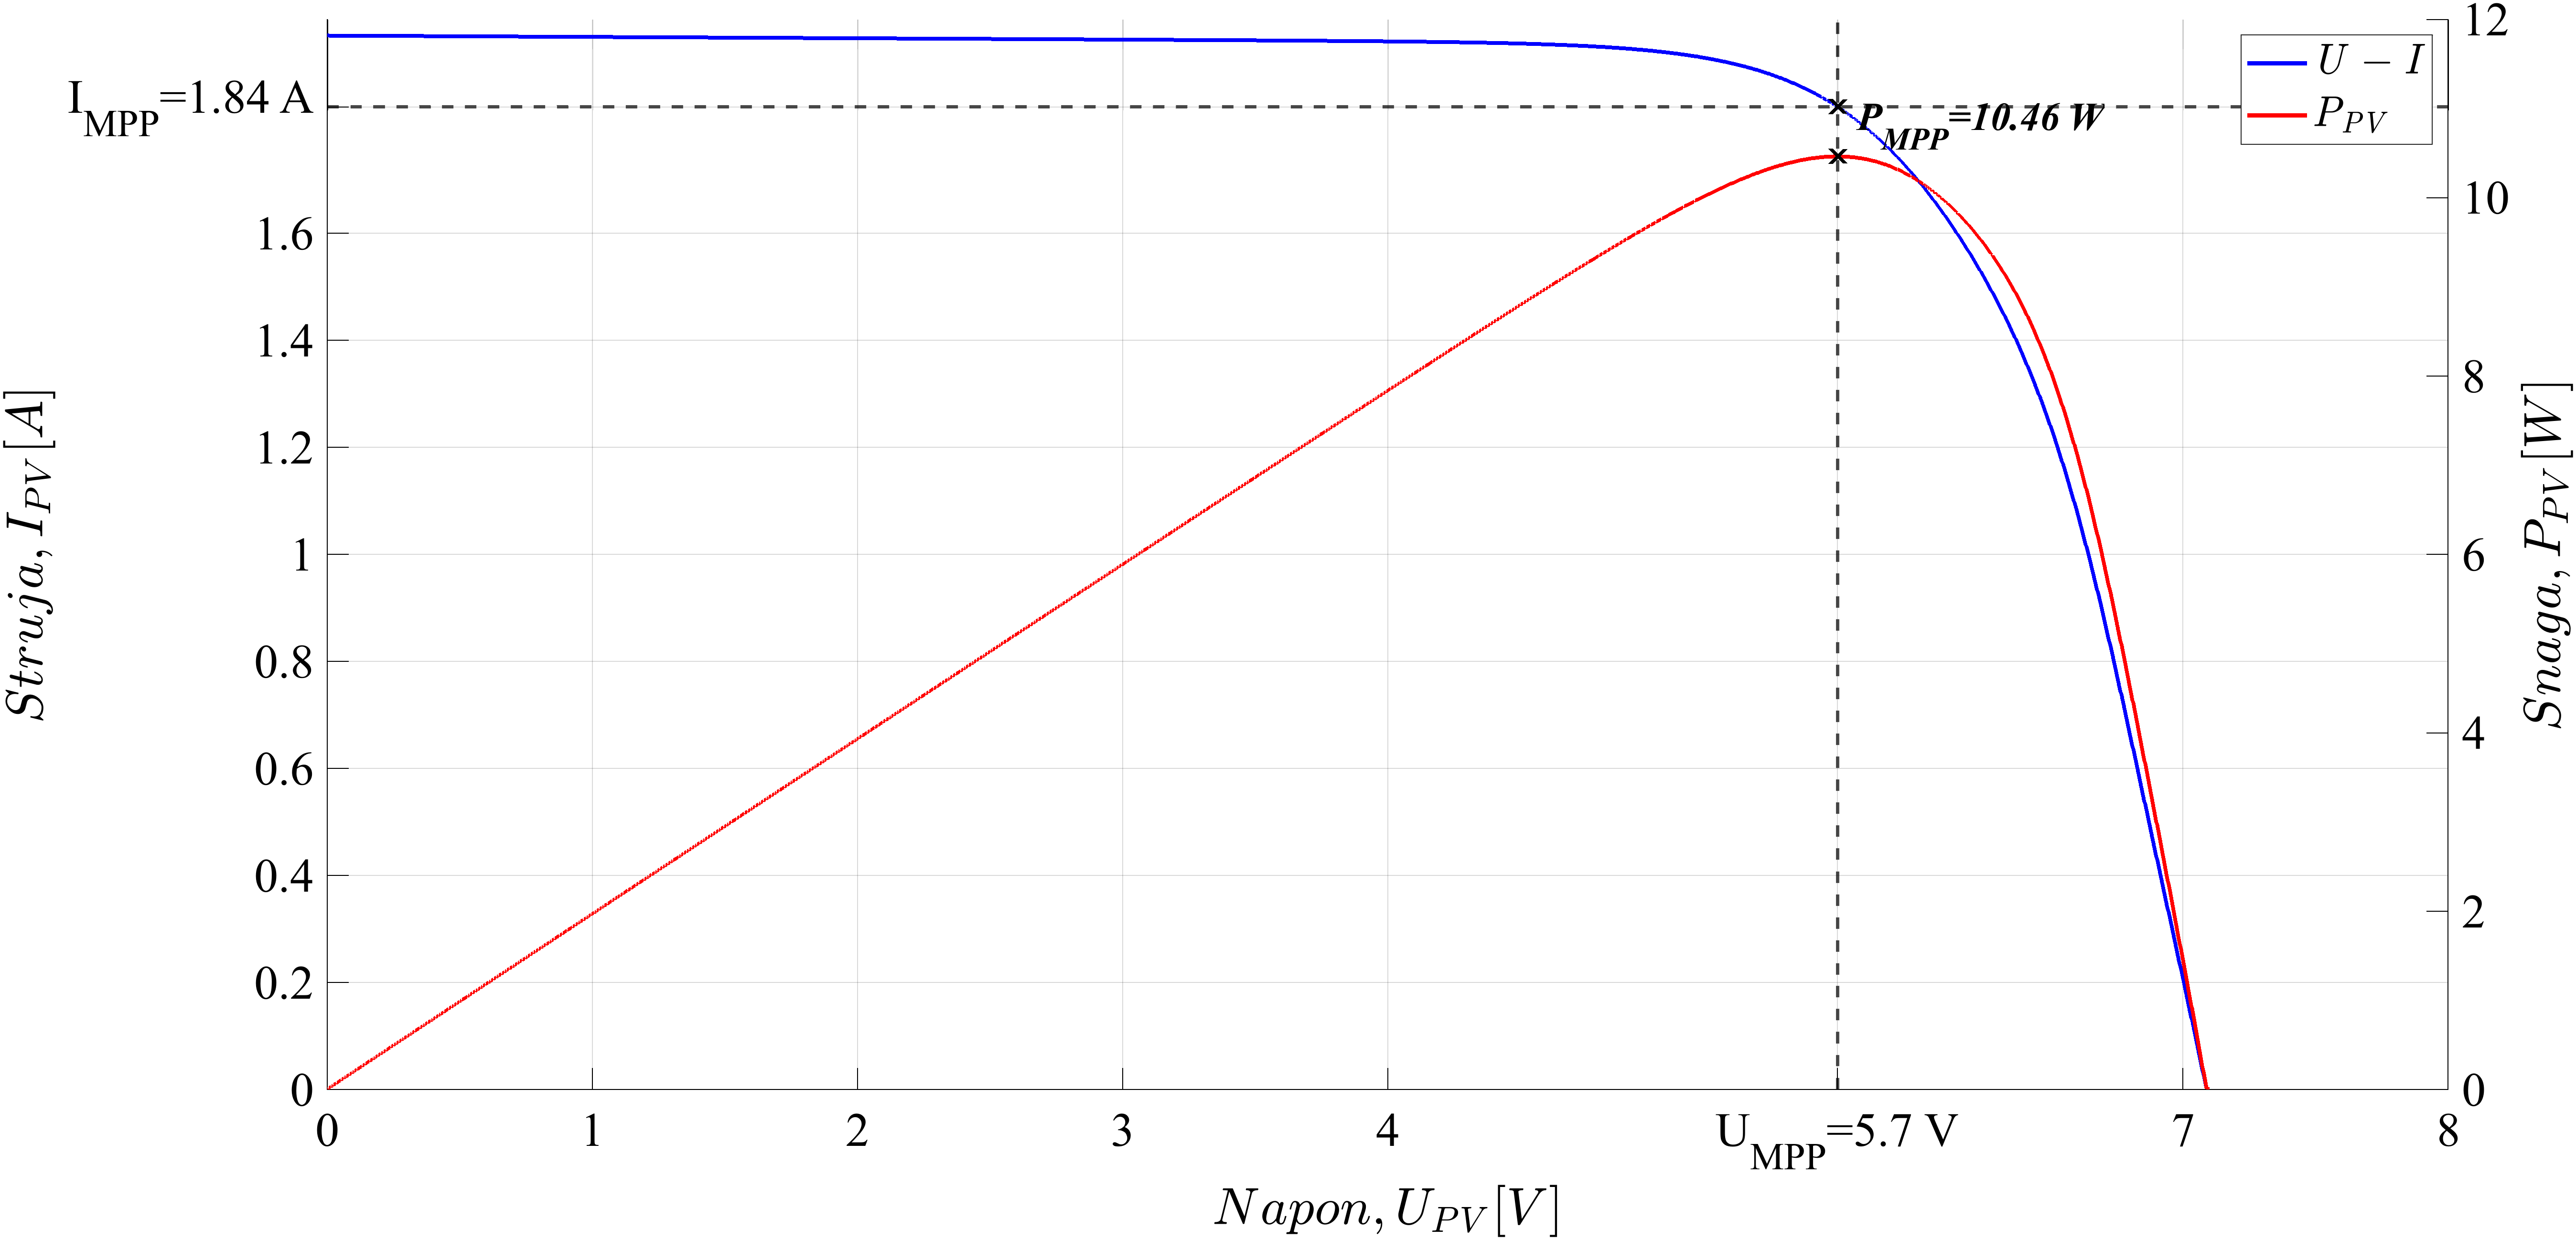 I_MPP=1.84 A
1.6
1.4
1.2
1
0.8
0.6
0.4
0.2
0
Struja, I_PV [A]
P_MPP=10.46 W
U − I
P_PV
12
10
8
6
4
2
0
Snaga, P_PV [W]
0 1 2 3 4 U_MPP=5.7 V 7 8
Napon, U_PV [V]